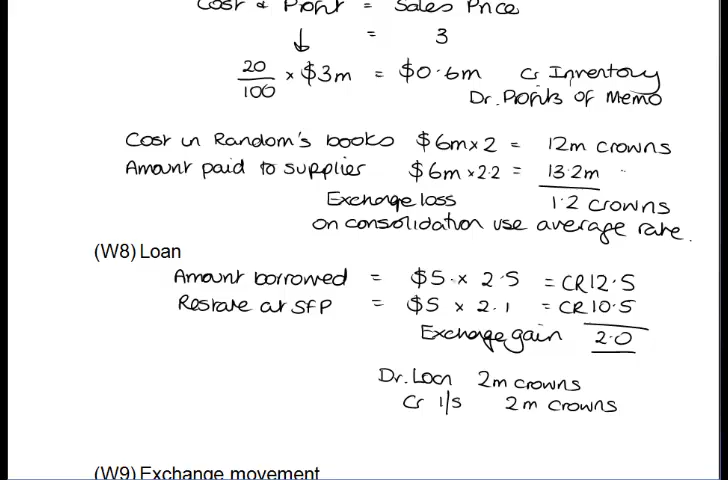 Cost & Profit = Sales Price
↓ = 3
20/100 × $3m = $0.6m Cr Inventory
Dr. Profits of Memo
Cost in Random's books $6m × 2 = 12m crowns
Amount paid to supplier $6m × 2.2 = 13.2m "
Exchange loss 1.2 crowns
on consolidation use average rate.
(W8) Loan
Amount borrowed = $5 × 2.5 = CR12.5
Restate at SFP = $5 × 2.1 = CR10.5
Exchange gain 2.0
Dr. Loan 2m crowns
Cr I/S 2m crowns
(W9) Exchange movement